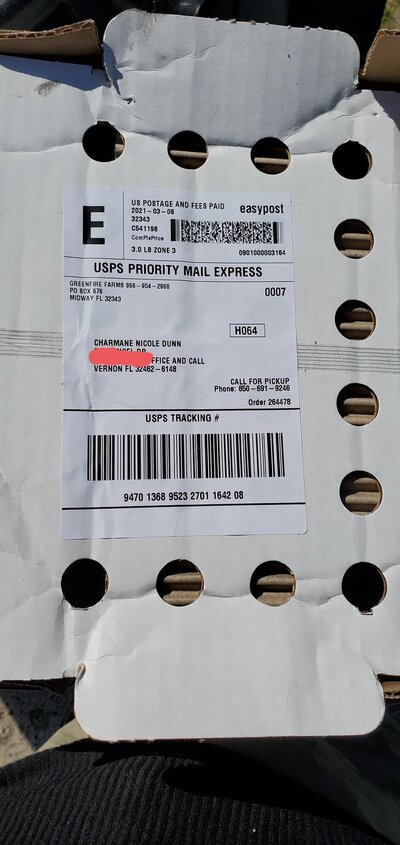 E
US POSTAGE AND FEES PAID
2021-03-08
32343
C541198
ComPlsPrice
3.0 LB ZONE 3
easypost
0901000003164
USPS PRIORITY MAIL EXPRESS
GREENFIRE FARMS 866-954-2968
PO BOX 676
MIDWAY FL 32343
0007
H064
CHARMANE NICOLE DUNN
DR
OFFICE AND CALL
VERNON FL 32462-6148
CALL FOR PICKUP
Phone: 850-691-9246
Order 264478
USPS TRACKING #
9470 1368 9523 2701 1642 08